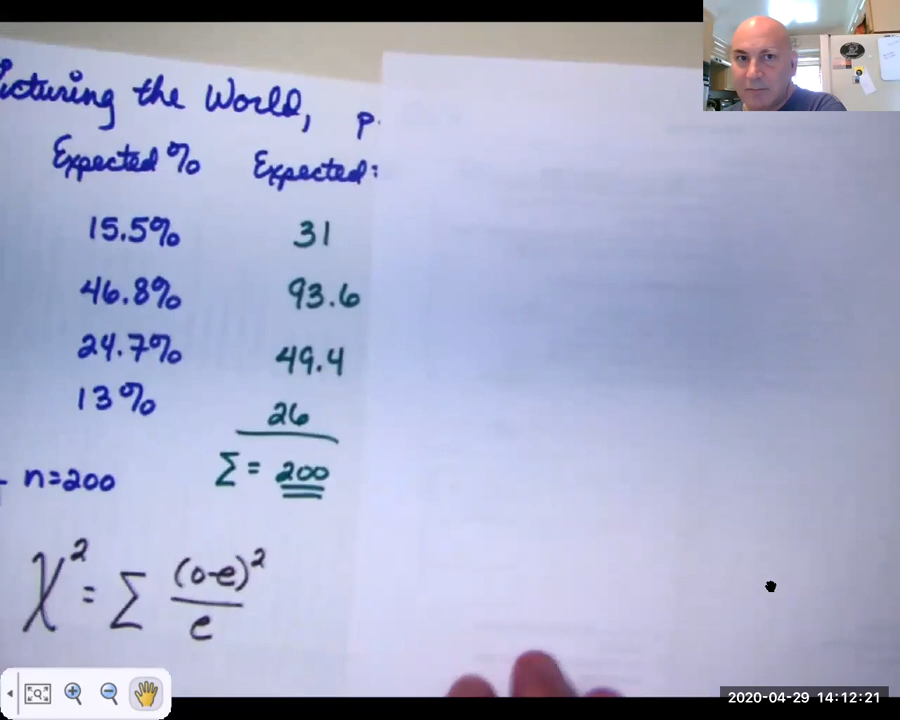 icturing the World, p.
Expected % Expected:
15.5% 31
46.8% 93.6
24.7% 49.4
13% 26
n=200 Σ = 200
χ² = Σ (o-e)² / e
2020-04-29 14:12:21